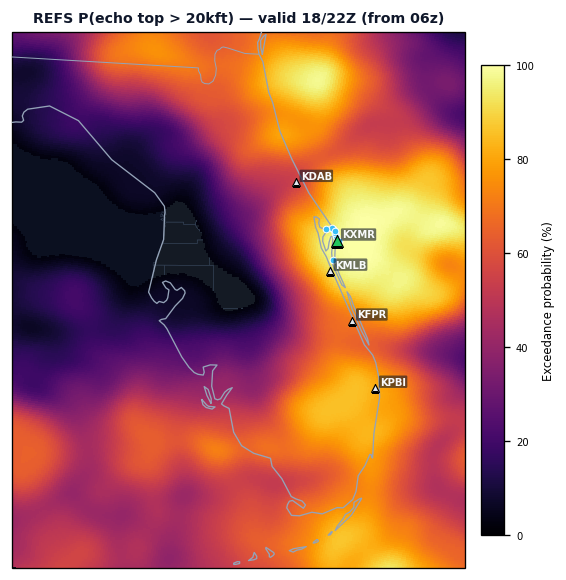 REFS P(echo top > 20kft) — valid 18/22Z (from 06z)
KDAB
KXMR
KMLB
KFPR
KPBI
100
80
60
40
20
0
Exceedance probability (%)